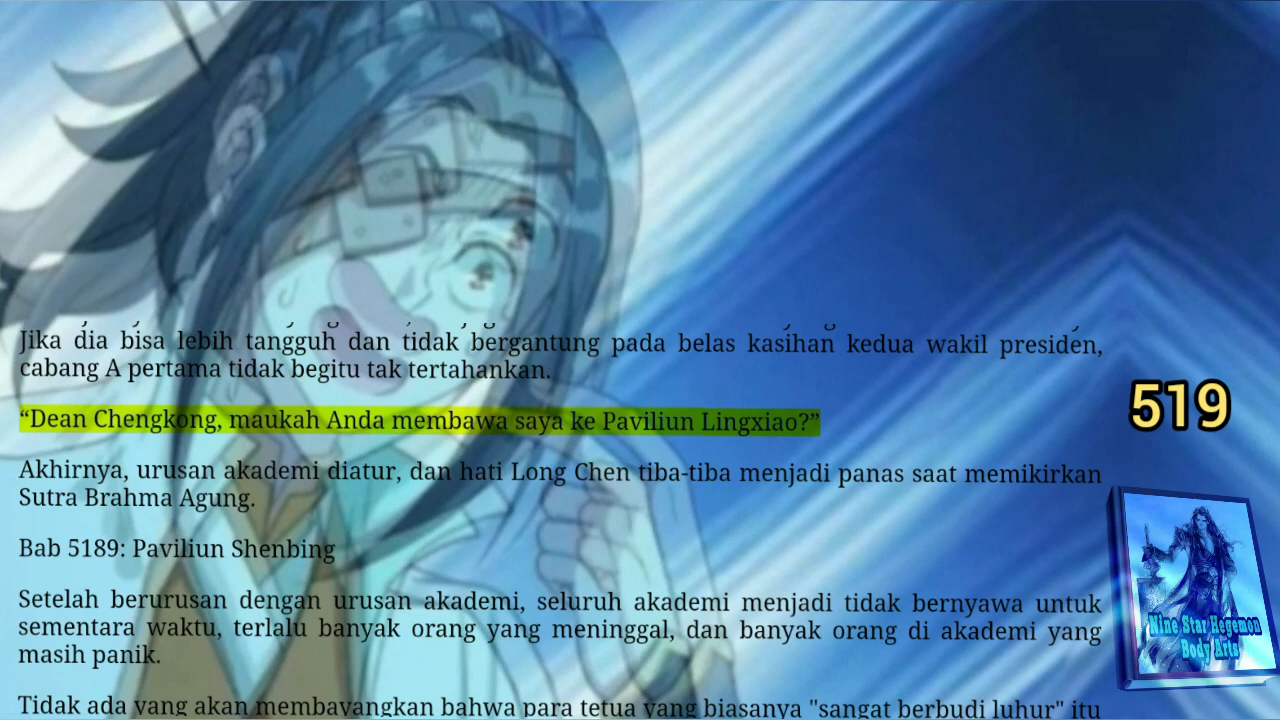 Jika dia bisa lebih tangguh dan tidak bergantung pada belas kasihan kedua wakil presiden,
cabang A pertama tidak begitu tak tertahankan.
“Dean Chengkong, maukah Anda membawa saya ke Paviliun Lingxiao?”
519
Akhirnya, urusan akademi diatur, dan hati Long Chen tiba-tiba menjadi panas saat memikirkan
Sutra Brahma Agung.
Bab 5189: Paviliun Shenbing
Setelah berurusan dengan urusan akademi, seluruh akademi menjadi tidak bernyawa untuk
sementara waktu, terlalu banyak orang yang meninggal, dan banyak orang di akademi yang
masih panik.
Nine Star Hegemon
Body Arts
Tidak ada yang akan membayangkan bahwa para tetua yang biasanya "sangat berbudi luhur" itu